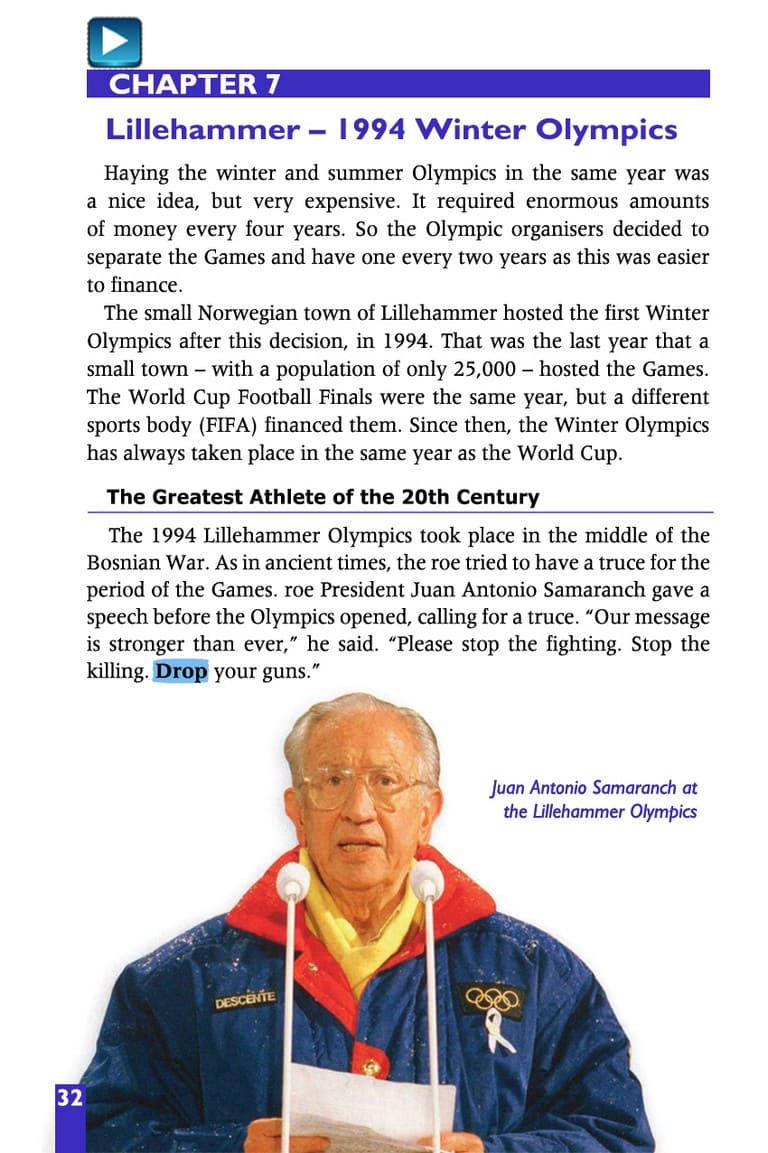 CHAPTER 7
Lillehammer – 1994 Winter Olympics
Haying the winter and summer Olympics in the same year was
a nice idea, but very expensive. It required enormous amounts
of money every four years. So the Olympic organisers decided to
separate the Games and have one every two years as this was easier
to finance.
The small Norwegian town of Lillehammer hosted the first Winter
Olympics after this decision, in 1994. That was the last year that a
small town – with a population of only 25,000 – hosted the Games.
The World Cup Football Finals were the same year, but a different
sports body (FIFA) financed them. Since then, the Winter Olympics
has always taken place in the same year as the World Cup.
The Greatest Athlete of the 20th Century
The 1994 Lillehammer Olympics took place in the middle of the
Bosnian War. As in ancient times, the roe tried to have a truce for the
period of the Games. roe President Juan Antonio Samaranch gave a
speech before the Olympics opened, calling for a truce. “Our message
is stronger than ever,” he said. “Please stop the fighting. Stop the
killing. Drop your guns.”
Juan Antonio Samaranch at
the Lillehammer Olympics
DESCENTE
32